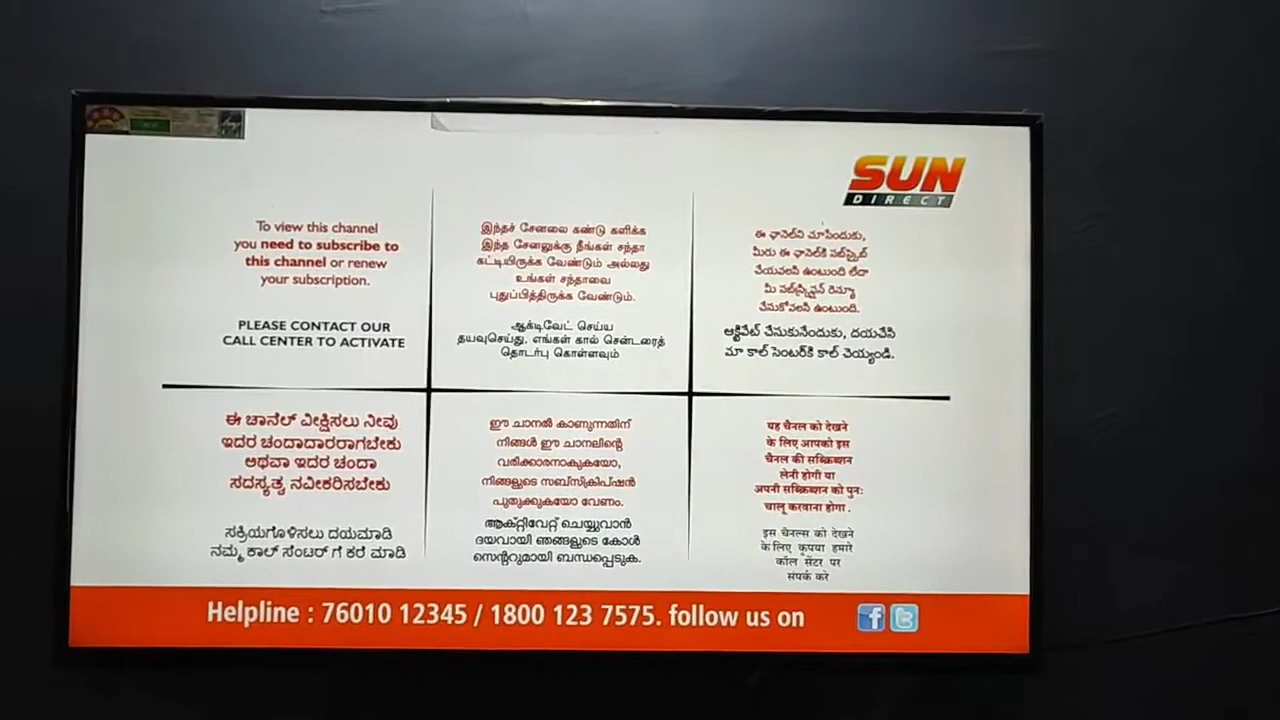 SUN
DIRECT
To view this channel
you need to subscribe to
this channel or renew
your subscription.
PLEASE CONTACT OUR
CALL CENTER TO ACTIVATE
இந்தச் சேனலை கண்டு களிக்க
இந்த சேனலுக்கு நீங்கள் சந்தா
கட்டியிருக்க வேண்டும் அல்லது
உங்கள் சந்தாவை
புதுப்பித்திருக்க வேண்டும்.
ஆக்டிவேட் செய்ய
தயவுசெய்து, எங்கள் கால் சென்டரைத்
தொடர்பு கொள்ளவும்
ఈ ఛానెల్‌ని చూసేందుకు,
మీరు ఈ ఛానెల్‌కి సబ్‌స్క్రైబ్
చేయవలసి ఉంటుంది లేదా
మీ సబ్‌స్క్రిప్షన్ రెన్యూ
చేసుకోవలసి ఉంటుంది.
ఆక్టివేట్ చేసుకునేందుకు, దయచేసి
మా కాల్ సెంటర్‌కి కాల్ చెయ్యండి.
ಈ ಚಾನೆಲ್ ವೀಕ್ಷಿಸಲು ನೀವು
ಇದರ ಚಂದಾದಾರರಾಗಬೇಕು
ಅಥವಾ ಇದರ ಚಂದಾ
ಸದಸ್ಯತ್ವ ನವೀಕರಿಸಬೇಕು
ಸಕ್ರಿಯಗೊಳಿಸಲು ದಯಮಾಡಿ
ನಮ್ಮ ಕಾಲ್ ಸೆಂಟರ್ ಗೆ ಕರೆ ಮಾಡಿ
ഈ ചാനൽ കാണുന്നതിന്
നിങ്ങൾ ഈ ചാനലിന്റെ
വരിക്കാരനാകുകയോ,
നിങ്ങളുടെ സബ്സ്ക്രിപ്ഷൻ
പുതുക്കുകയോ വേണം.
ആക്റ്റിവേറ്റ് ചെയ്യുവാൻ
ദയവായി ഞങ്ങളുടെ കോൾ
സെന്ററുമായി ബന്ധപ്പെടുക.
यह चैनल को देखने
के लिए आपको इस
चैनल की सब्क्रिब्शन
लेनी होगी या
अपनी सब्क्रिब्शन को पुनः
चालू करवाना होगा .
इस चैनल्स को देखने
के लिए कृपया हमारे
कॉल सेंटर पर
संपर्क करे
Helpline : 76010 12345 / 1800 123 7575. follow us on